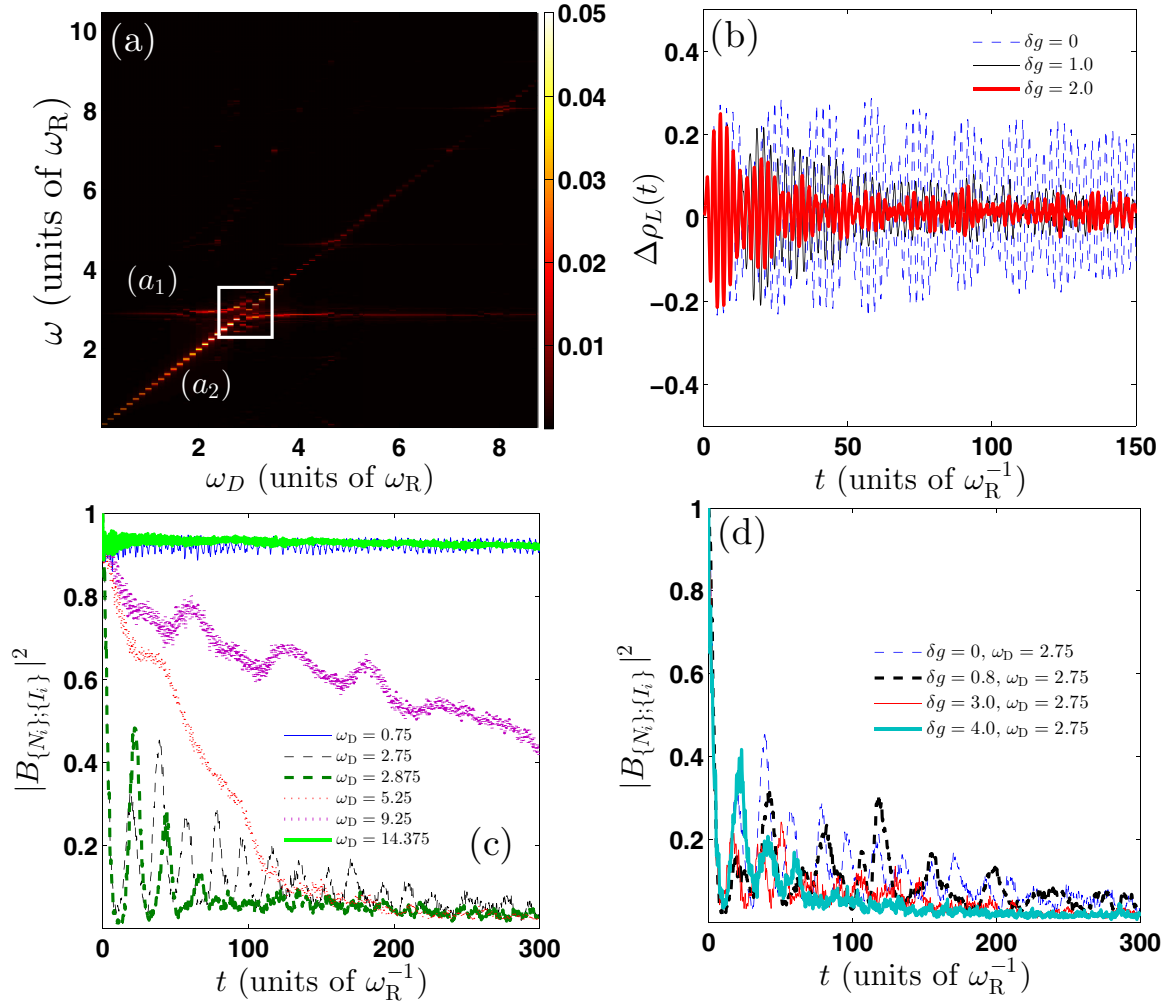 (a)
10
8
6
4
2
ω (units of ω_R)
(a₁)
(a₂)
2 4 6 8
ω_D (units of ω_R)
0.05
0.04
0.03
0.02
0.01
(b)
δg = 0
δg = 1.0
δg = 2.0
0.4
0.2
0
−0.2
−0.4
Δρ_L(t)
0 50 100 150
t (units of ω_R^{-1})
1
0.8
0.6
0.4
0.2
|B_{{N_i};{I_i}}|^2
ω_D = 0.75
ω_D = 2.75
ω_D = 2.875
ω_D = 5.25
ω_D = 9.25
ω_D = 14.375
(c)
0 100 200 300
t (units of ω_R^{-1})
(d)
1
0.8
0.6
0.4
0.2
|B_{{N_i};{I_i}}|^2
δg = 0, ω_D = 2.75
δg = 0.8, ω_D = 2.75
δg = 3.0, ω_D = 2.75
δg = 4.0, ω_D = 2.75
0 100 200 300
t (units of ω_R^{-1})